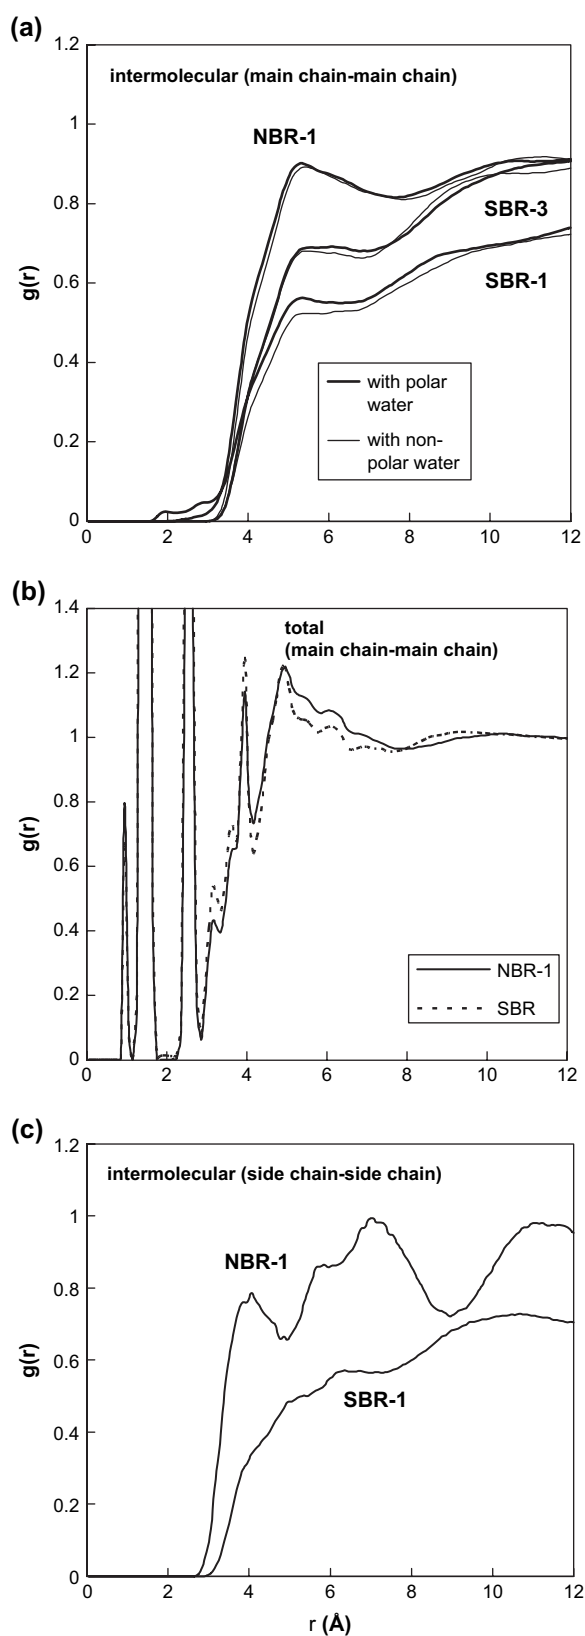 (a)
1.2
intermolecular (main chain-main chain)
NBR-1
1
0.8
SBR-3
g(r)
0.6
SBR-1
0.4
with polar
water
with non-
polar water
0.2
0
0 2 4 6 8 10 12
(b)
1.4
total
(main chain-main chain)
1.2
1.0
g(r)
0.8
0.6
0.4
NBR-1
0.2
SBR
0
0 2 4 6 8 10 12
(c)
1.2
intermolecular (side chain-side chain)
1
NBR-1
0.8
g(r)
0.6
SBR-1
0.4
0.2
0
0 2 4 6 8 10 12
r (Å)